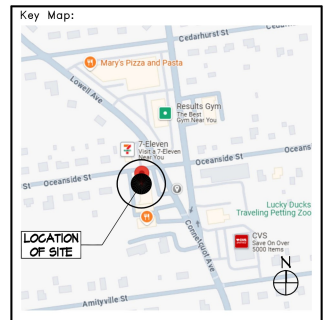 Key Map:
Cedarhurst St
Mary's Pizza and Pasta
Lowell Ave
Results Gym
The Best
Gym Near You
7-Eleven
Visit a 7-Eleven
Near You
Oceans
Oceanside St
St Oceanside St
LOCATION
OF SITE
Connetquot Ave
Lucky Ducks
Traveling Petting Zoo
CVS
Save On Over
5000 Items
N
Amityville St